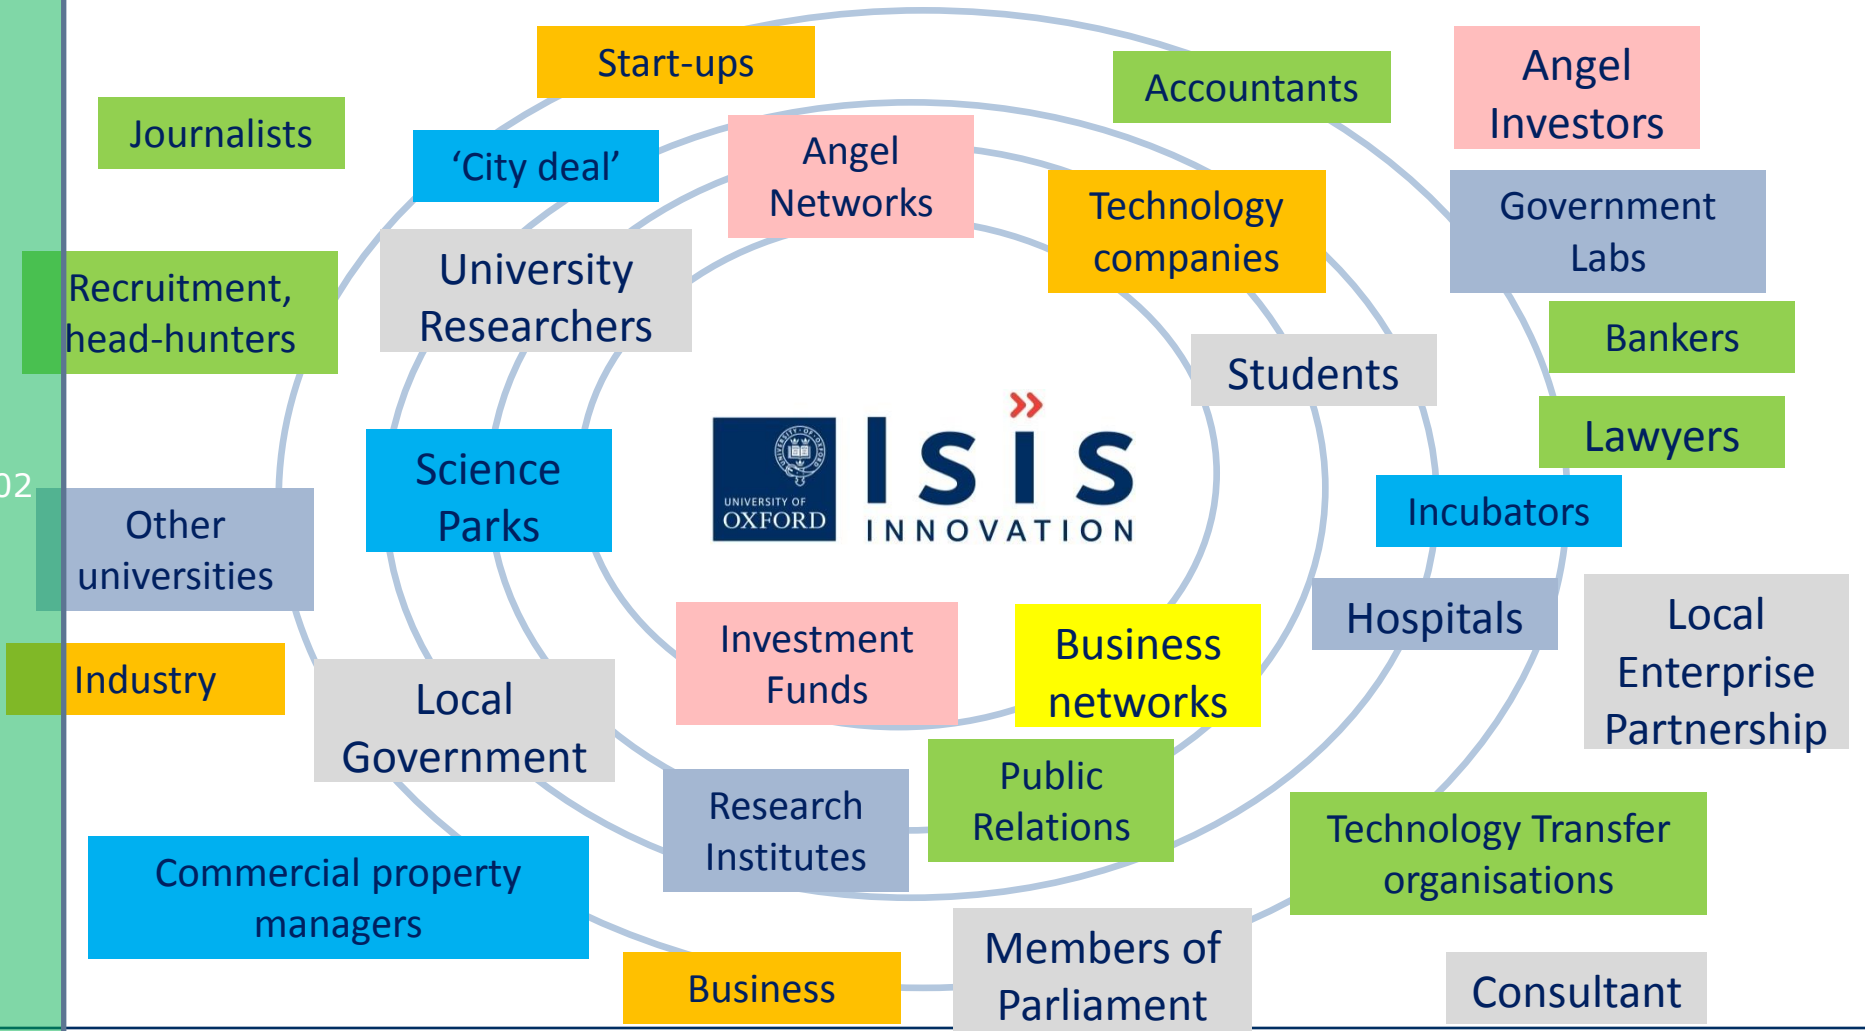 Start-ups
Accountants
Angel
Investors
Journalists
‘City deal’
Angel
Networks
Technology
companies
Government
Labs
University
Researchers
Recruitment,
head-hunters
Bankers
Students
Lawyers
Science
Parks
UNIVERSITY OF
OXFORD
Isis
INNOVATION
02
Other
universities
Incubators
Hospitals
Local
Enterprise
Partnership
Investment
Funds
Business
networks
Industry
Local
Government
Research
Institutes
Public
Relations
Technology Transfer
organisations
Commercial property
managers
Business
Members of
Parliament
Consultant